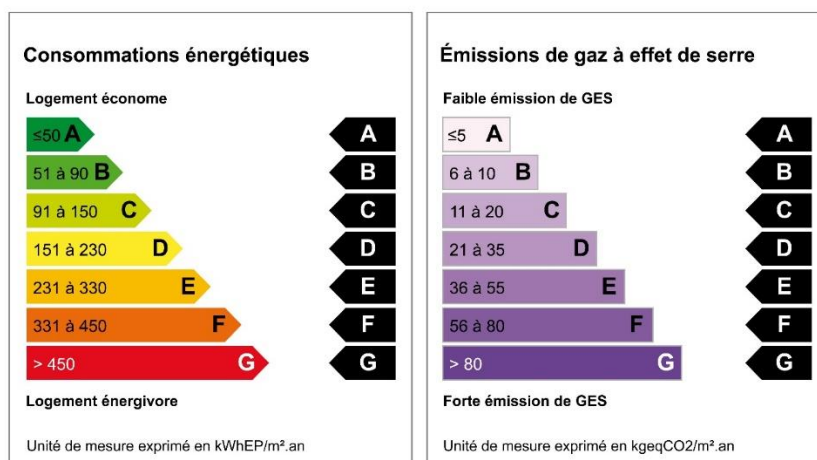 Consommations énergétiques
Logement économe
≤50 A A
51 à 90 B B
91 à 150 C C
151 à 230 D D
231 à 330 E E
331 à 450 F F
> 450 G G
Logement énergivore
Unité de mesure exprimé en kWhEP/m².an
Émissions de gaz à effet de serre
Faible émission de GES
≤5 A A
6 à 10 B B
11 à 20 C C
21 à 35 D D
36 à 55 E E
56 à 80 F F
> 80 G G
Forte émission de GES
Unité de mesure exprimé en kgeqCO2/m².an